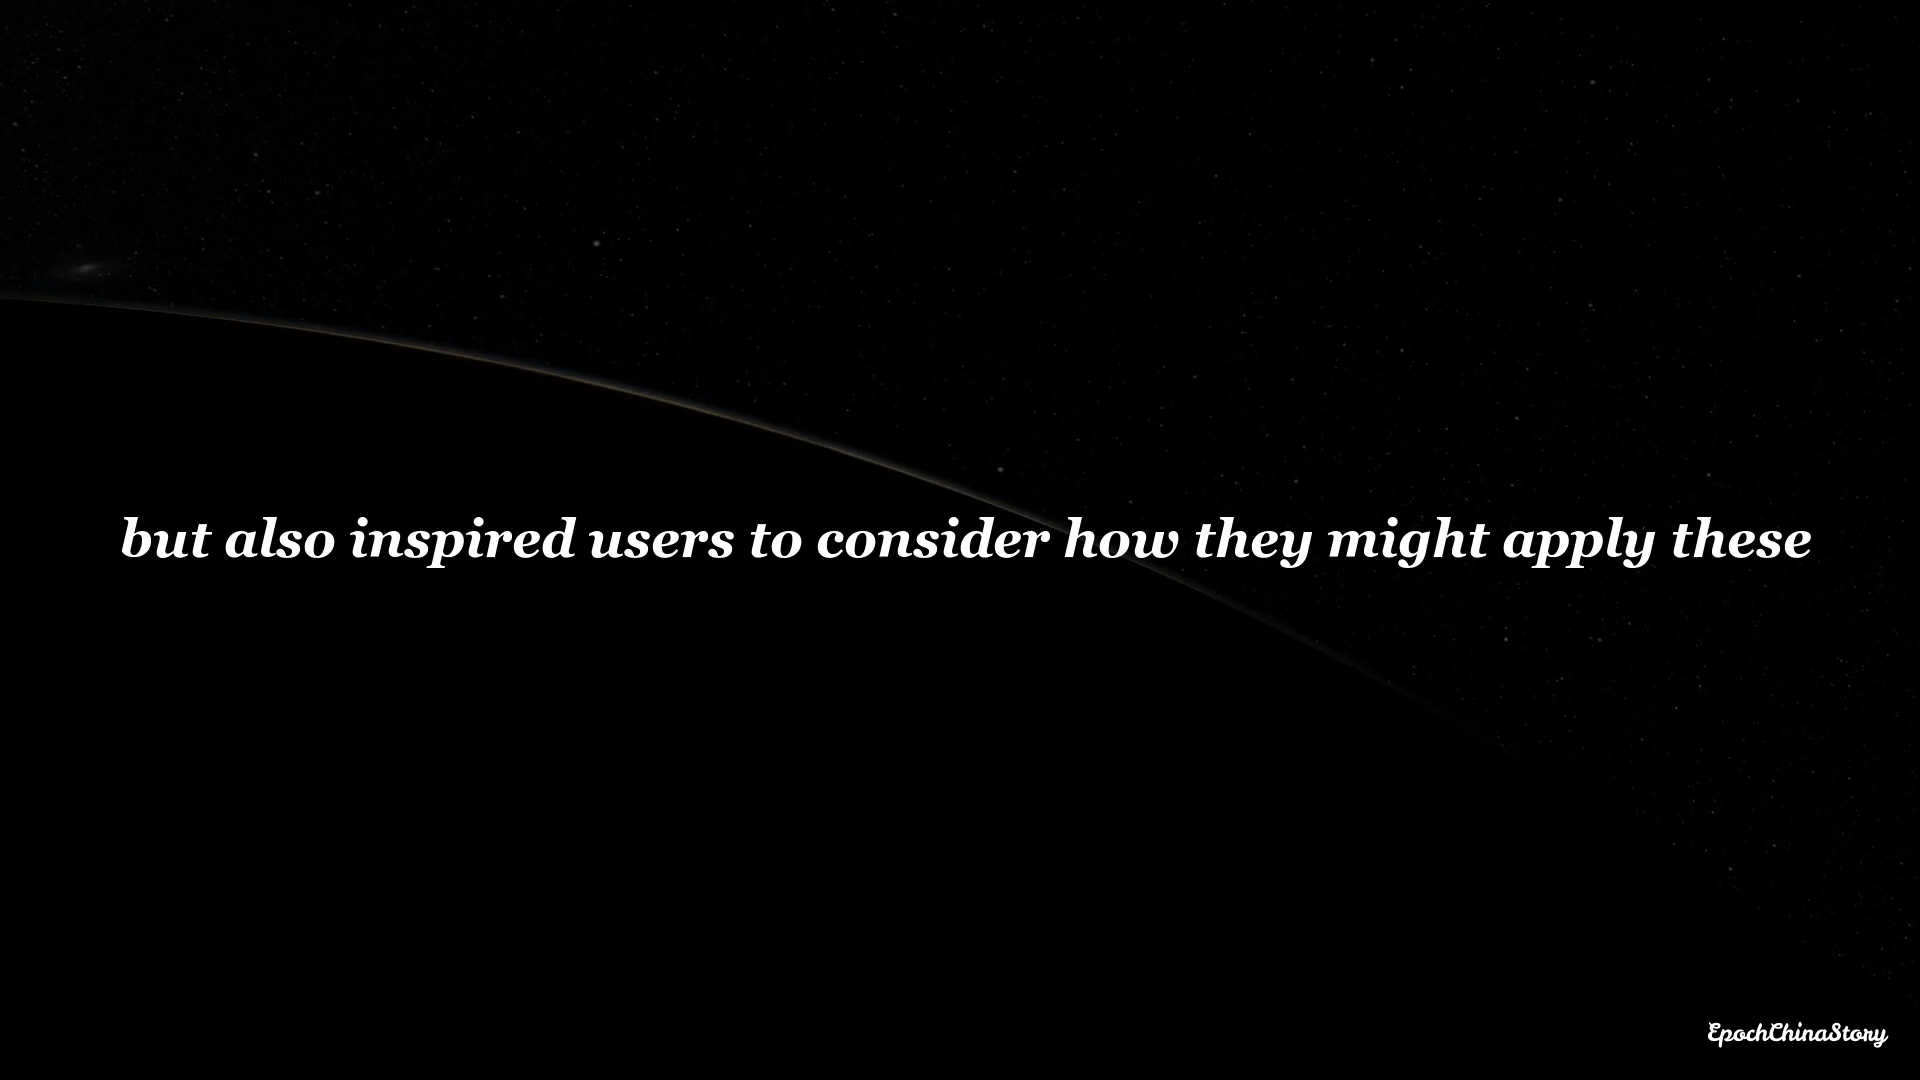 but also inspired users to consider how they might apply these
EpochChinaStory